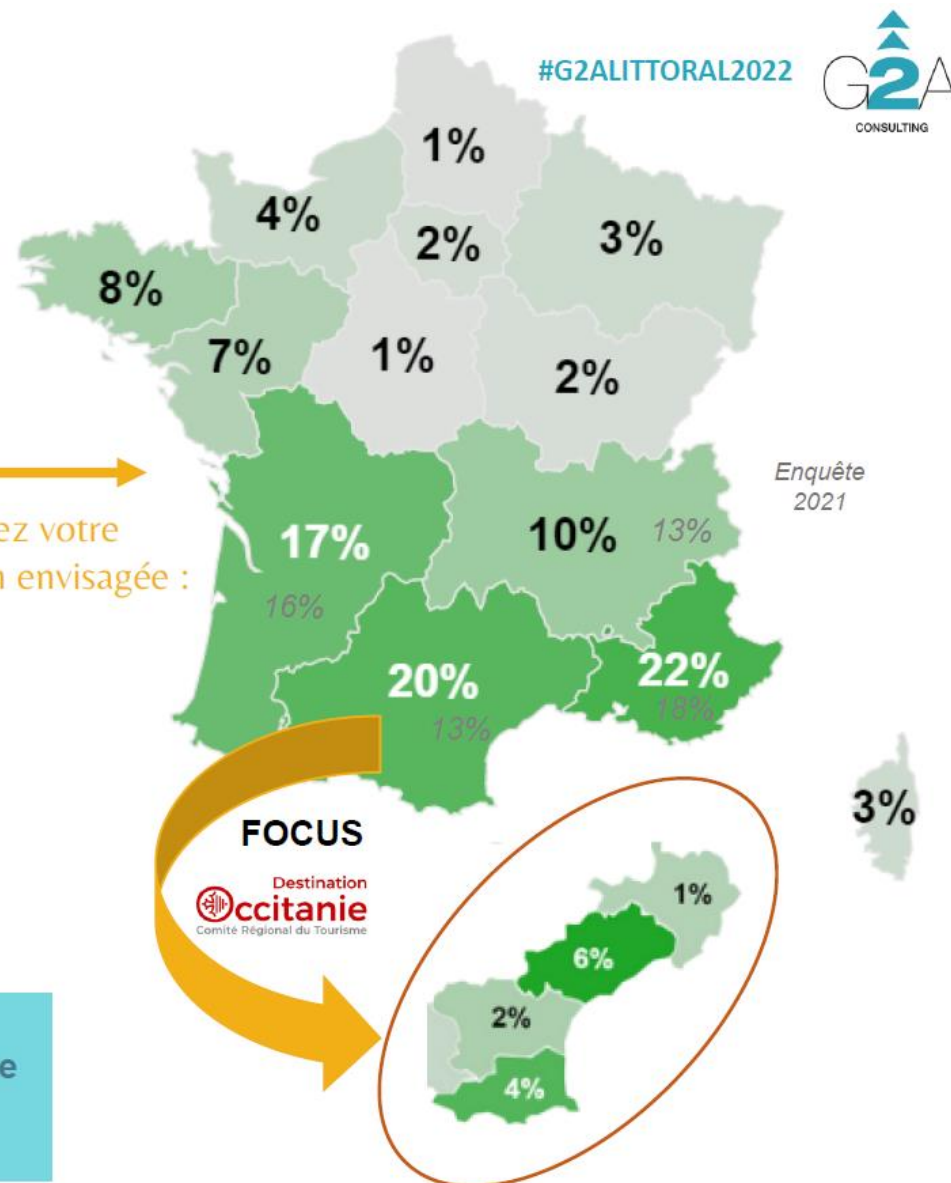 #G2ALITTORAL2022
G2A
CONSULTING
1%
4%
2%
3%
8%
7%
1%
2%
Enquête
2021
ez votre
n envisagée :
17%
16%
10%
13%
20%
13%
22%
18%
3%
FOCUS
Destination
Occitanie
Comité Régional du Tourisme
1%
6%
2%
4%
e